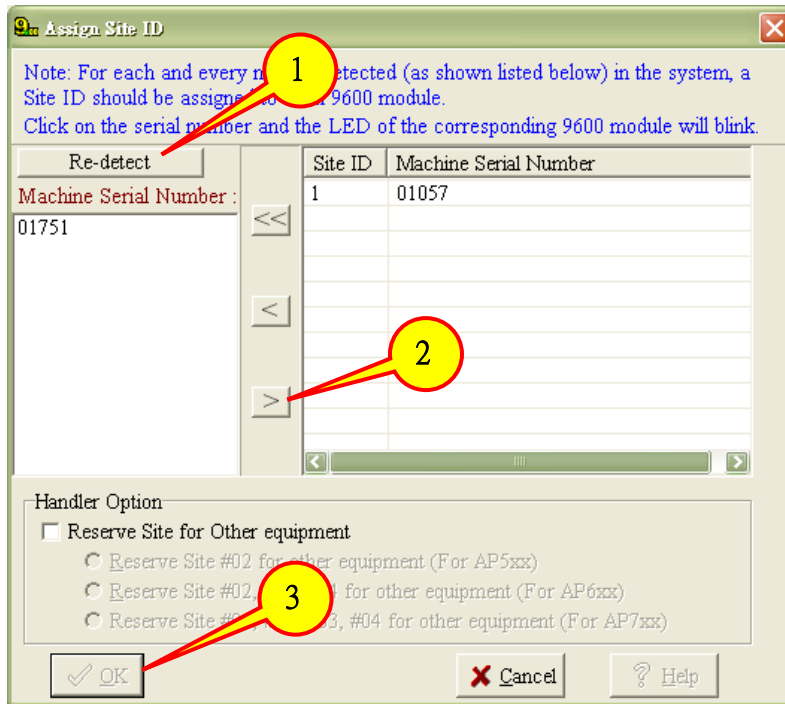 Assign Site ID
Note: For each and every m etected (as shown listed below) in the system, a
Site ID should be assigne 9600 module.
Click on the serial number and the LED of the corresponding 9600 module will blink.
1
Re-detect
Machine Serial Number :
01751
<<
<
>
2
Site ID Machine Serial Number
1 01057
Handler Option
Reserve Site for Other equipment
Reserve Site #02 for other equipment (For AP5xx)
Reserve Site #02, 4 for other equipment (For AP6xx)
Reserve Site #0 3, #04 for other equipment (For AP7xx)
3
OK
Cancel
? Help